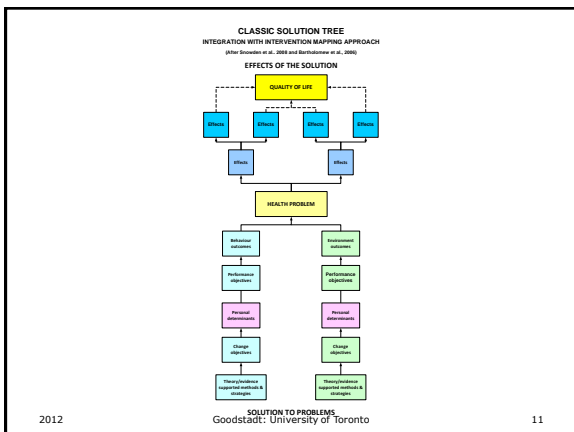 CLASSIC SOLUTION TREE
INTEGRATION WITH INTERVENTION MAPPING APPROACH
(After Snowden et al., 2008 and Bartholomew et al., 2006)
EFFECTS OF THE SOLUTION
QUALITY OF LIFE
Effects
Effects
Effects
Effects
Effects
Effects
HEALTH PROBLEM
Behaviour
outcomes
Environment
outcomes
Performance
objectives
Performance
objectives
Personal
determinants
Personal
determinants
Change
objectives
Change
objectives
Theory/evidence
supported methods &
strategies
Theory/evidence
supported methods &
strategies
SOLUTION TO PROBLEMS
2012
Goodstadt: University of Toronto
11